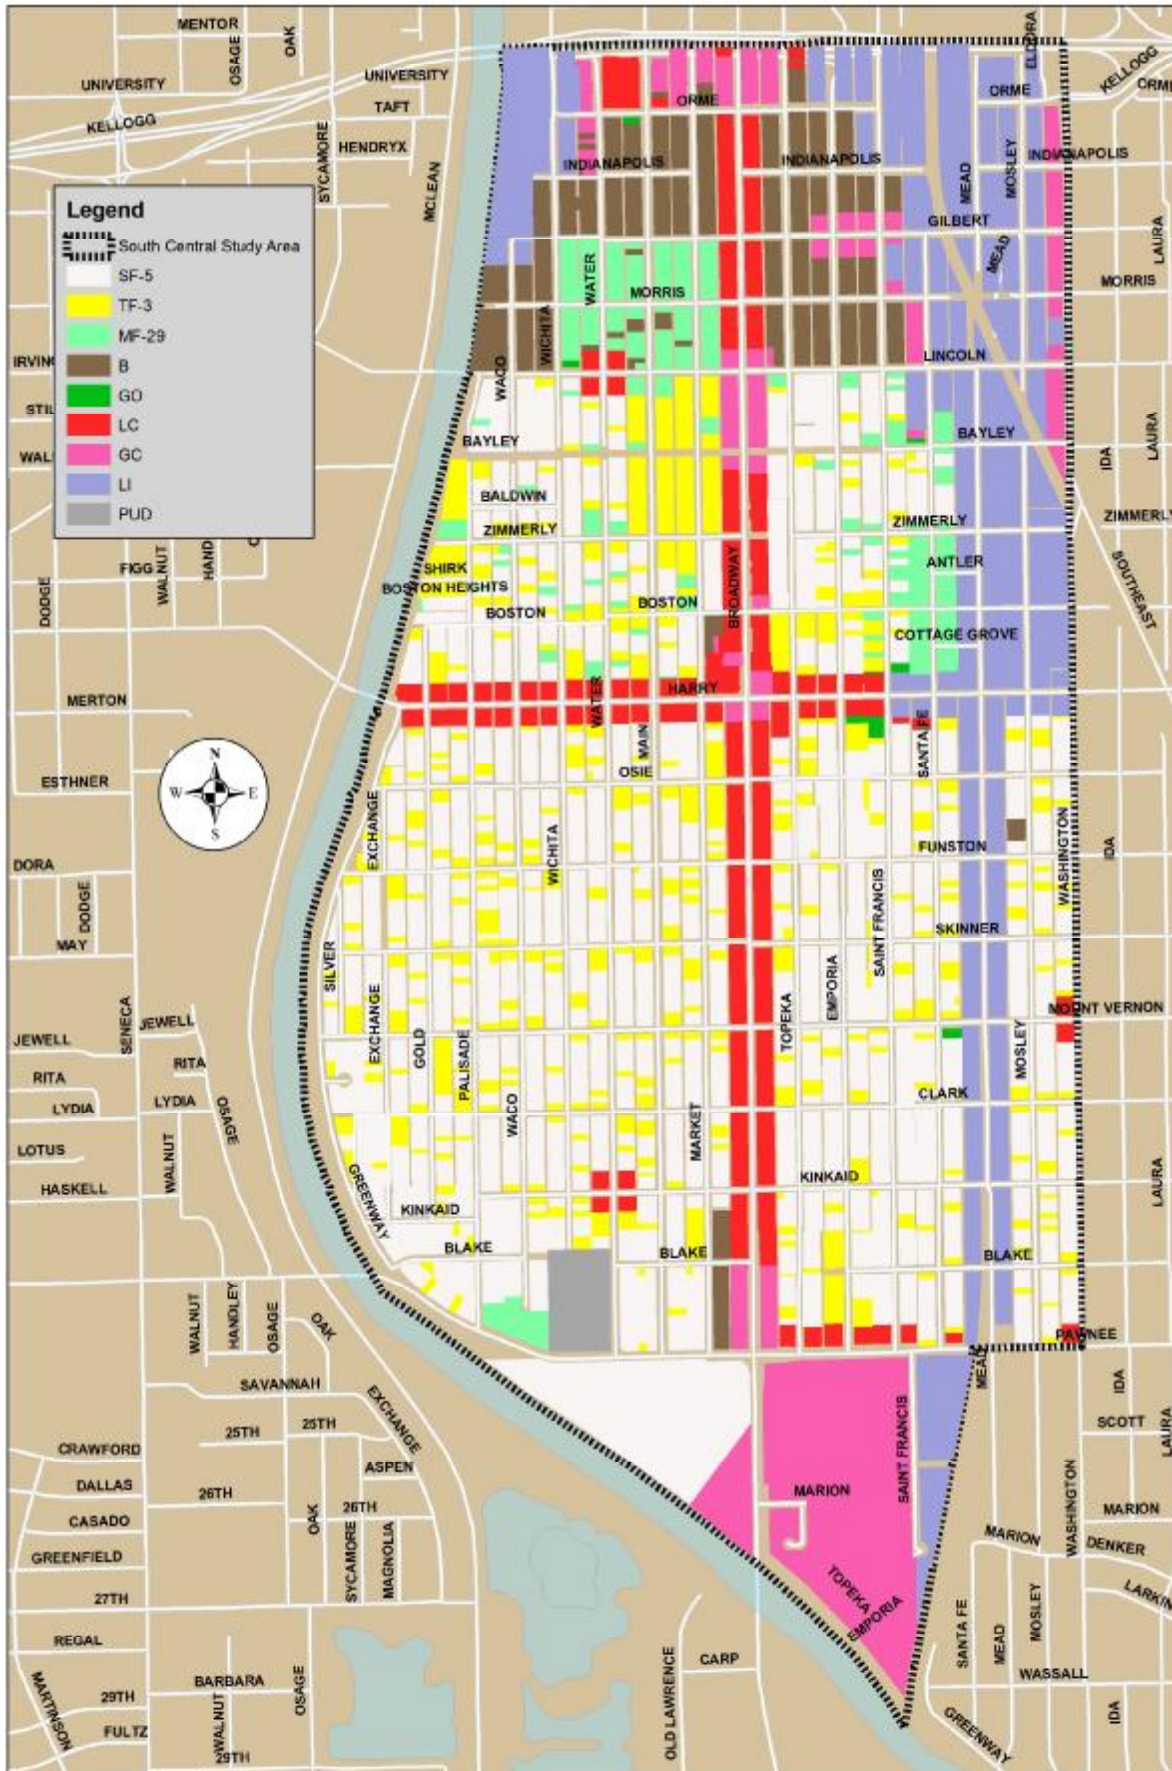 MENTOR
OSAGE
OAK
ELDORA
UNIVERSITY
UNIVERSITY
KELLOGG
KELLOGG
TAFT
ORME
ORME
SYCAMORE
HENDRYX
INDIANAPOLIS
INDIANAPOLIS
INDIANAPOLIS
MCLEAN
MEAD
MOSLEY
Legend
South Central Study Area
SF-5
TF-3
MF-29
B
GO
LC
GC
LI
PUD
GILBERT
LAURA
WATER
MEAD
MORRIS
MORRIS
WICHITA
WACO
LINCOLN
BAYLEY
BAYLEY
IDA
LAURA
BALDWIN
ZIMMERLY
ZIMMERLY
ZIMMERLY
DODGE
FIGG
WALNUT
SHIRK
BOSTON HEIGHTS
BOSTON
BOSTON
BROADWAY
ANTLER
SOUTHEAST
COTTAGE GROVE
MERTON
HARRY
WATER
MAIN
SANTA FE
N
W
E
S
ESTHNER
OSIE
EXCHANGE
WICHITA
FUNSTON
WASHINGTON
IDA
DORA
DODGE
MAY
SILVER
SAINT FRANCIS
SKINNER
SENECA
JEWELL
JEWELL
EXCHANGE
GOLD
PALISADE
TOPEKA
EMPORIA
MOUNT VERNON
MOSLEY
RITA
RITA
LYDIA
LYDIA
OSAGE
WACO
MARKET
CLARK
LOTUS
WALNUT
HASKELL
GREENWAY
KINKAID
KINKAID
LAURA
BLAKE
BLAKE
BLAKE
WALNUT
HANDLEY
OSAGE
OAK
PAWNEE
MEAD
IDA
SAVANNAH
EXCHANGE
25TH
25TH
SCOTT
LAURA
CRAWFORD
ASPEN
DALLAS
26TH
26TH
CASADO
OAK
SYCAMORE
MAGNOLIA
MARION
SAINT FRANCIS
WASHINGTON
MARION
MARION
DENKER
GREENFIELD
27TH
TOPEKA
EMPORIA
SANTA FE
MEAD
MOSLEY
REGAL
BARBARA
OSAGE
OLD LAWRENCE
CARP
WASSALL
IDA
MARTINSON
29TH
WALNUT
FULTZ
29TH
GREENWAY